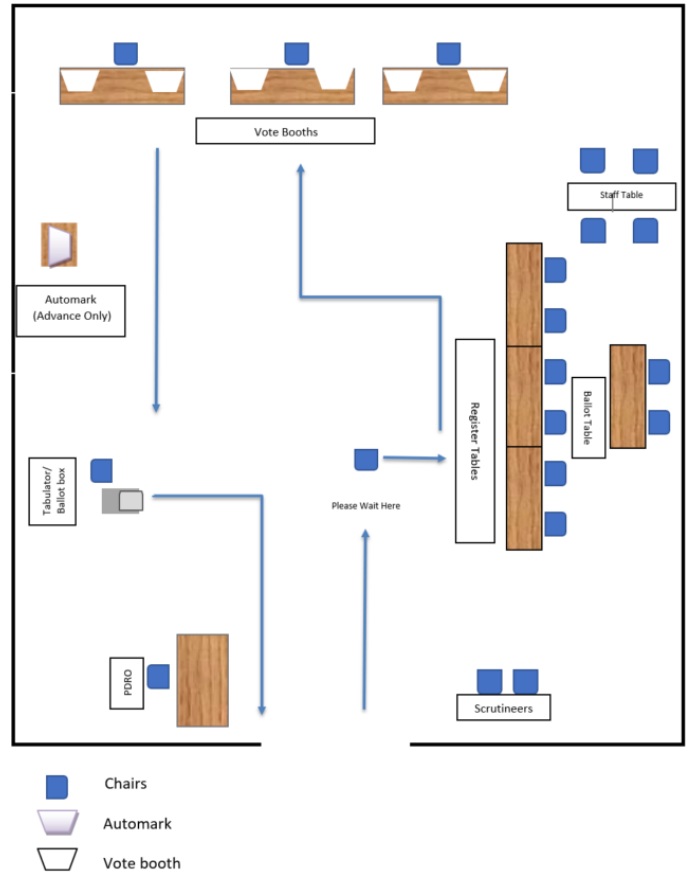 Vote Booths
Staff Table
Automark
(Advance Only)
Register Tables
Ballot Table
Tabulator/
Ballot box
Please Wait Here
PDRO
Scrutineers
Chairs
Automark
Vote booth